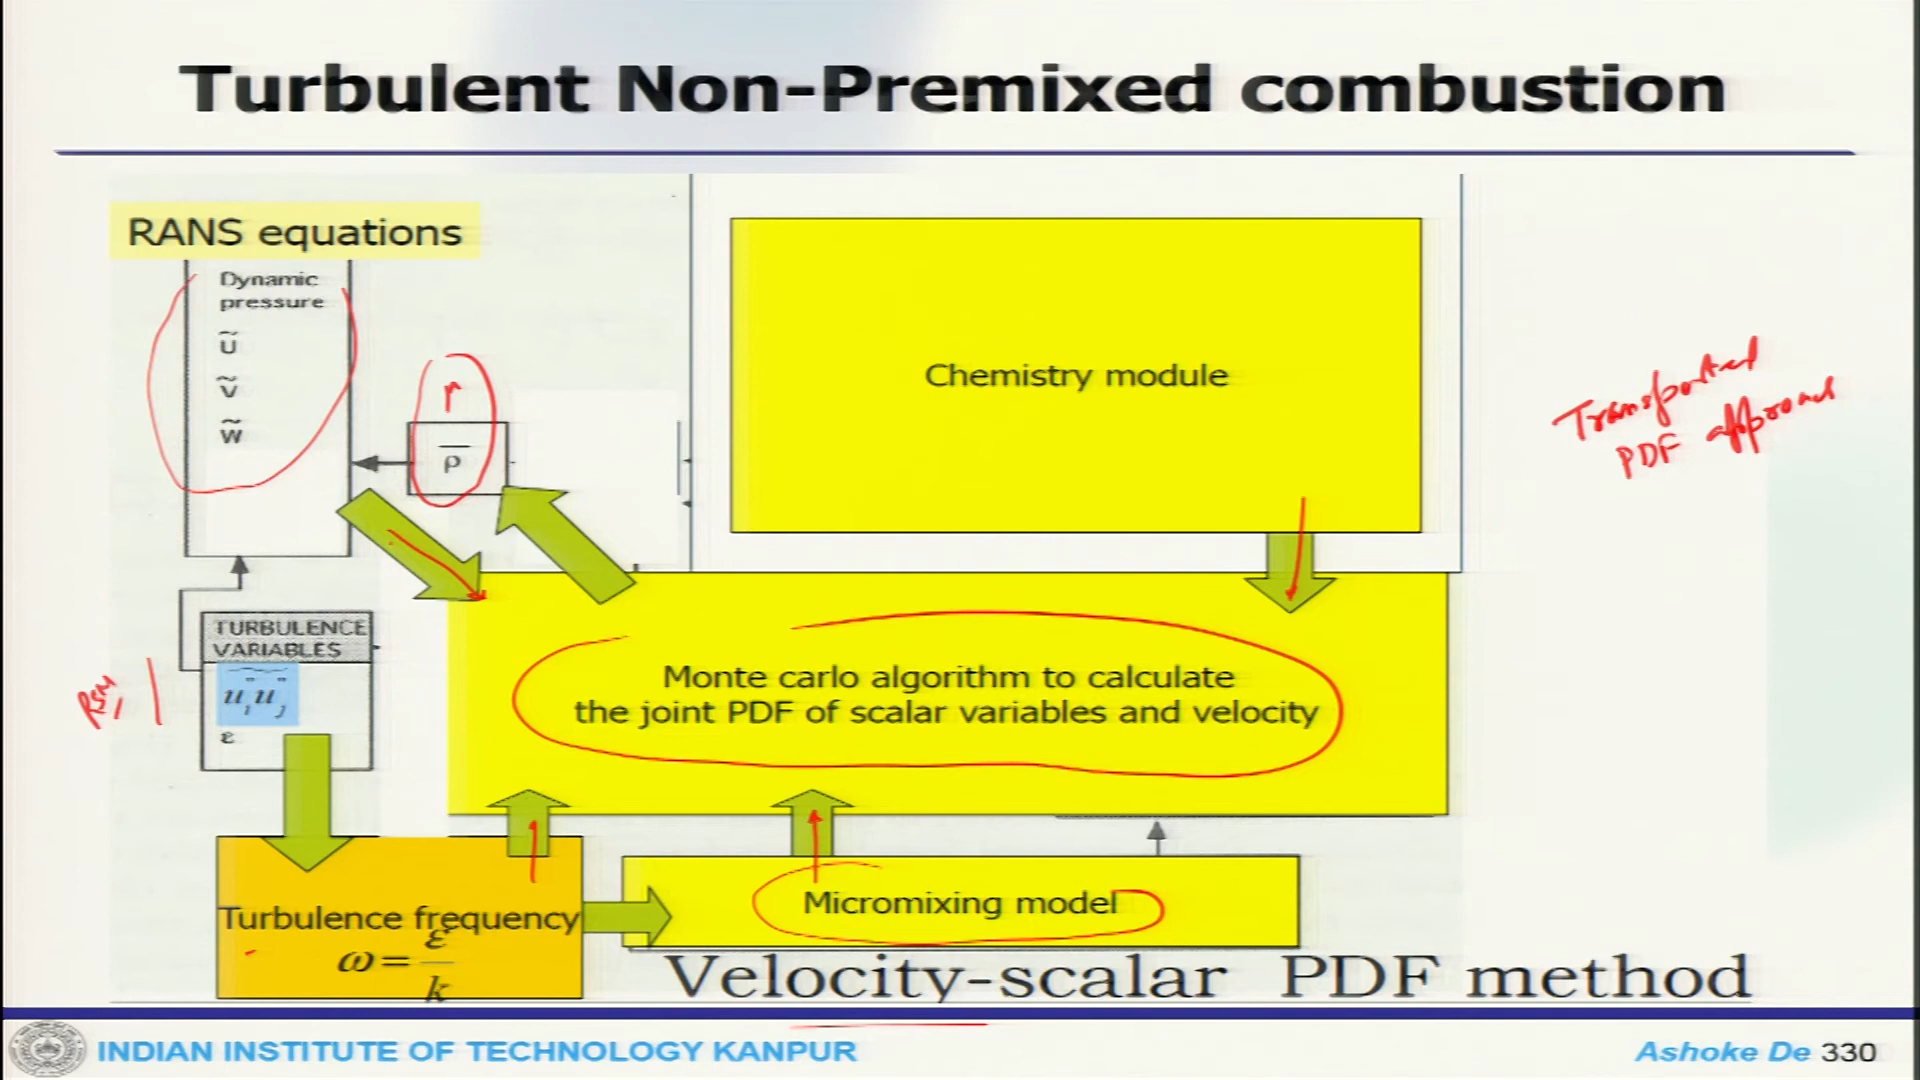 Turbulent Non-Premixed combustion
RANS equations
Dynamic
pressure
ũ
ṽ
w̃
r
ρ̅
Chemistry module
Transported
PDF approach
TURBULENCE
VARIABLES
u"ᵢu"ⱼ
ε
RSM
Monte carlo algorithm to calculate
the joint PDF of scalar variables and velocity
Turbulence frequency
ω = ε/k
Micromixing model
Velocity-scalar PDF method
INDIAN INSTITUTE OF TECHNOLOGY KANPUR
Ashoke De 330